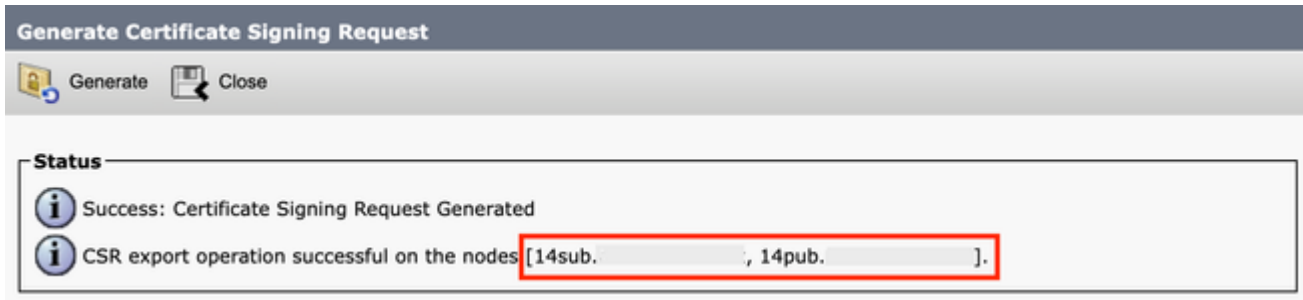 Generate Certificate Signing Request
Generate Close
Status
Success: Certificate Signing Request Generated
CSR export operation successful on the nodes [14sub. , 14pub. ].